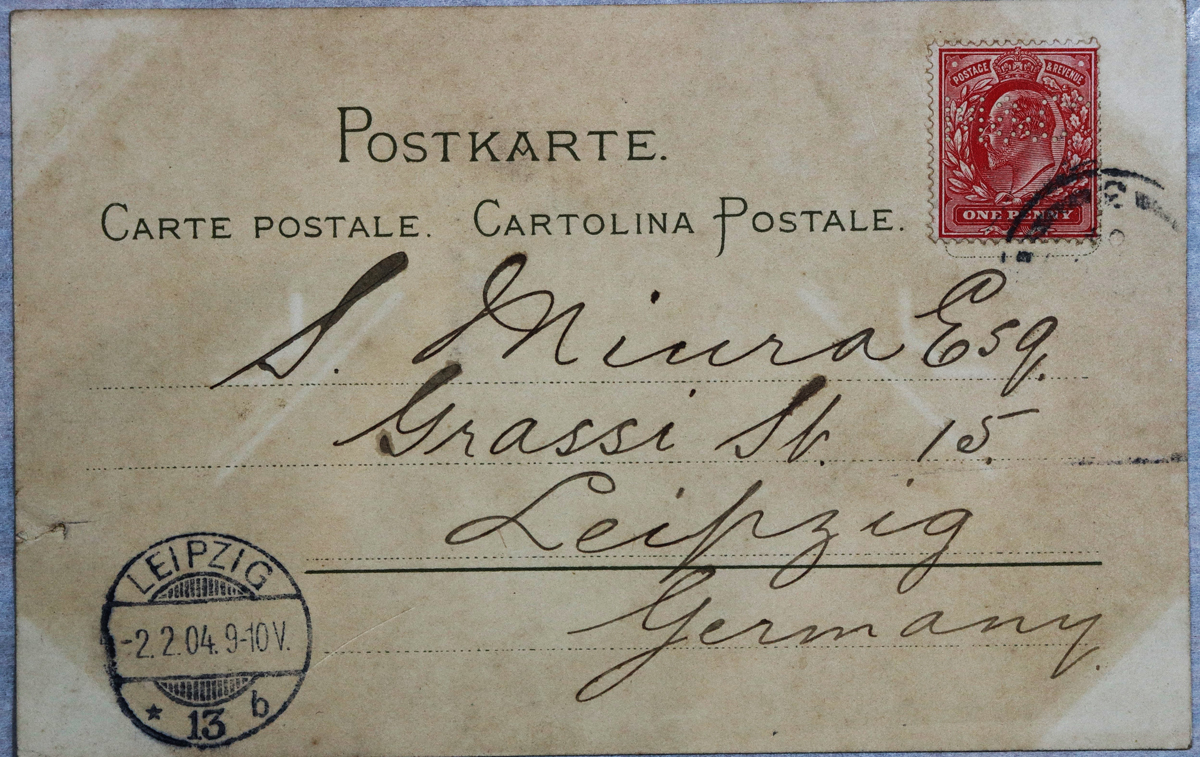 POSTKARTE.
CARTE POSTALE. CARTOLINA POSTALE.
POSTAGE & REVENUE
ONE PENNY
S. Miura Esq.
Grassi St. 15.
Leipzig
Germany.
LEIPZIG
-2.2.04.9-10V.
* 13 b